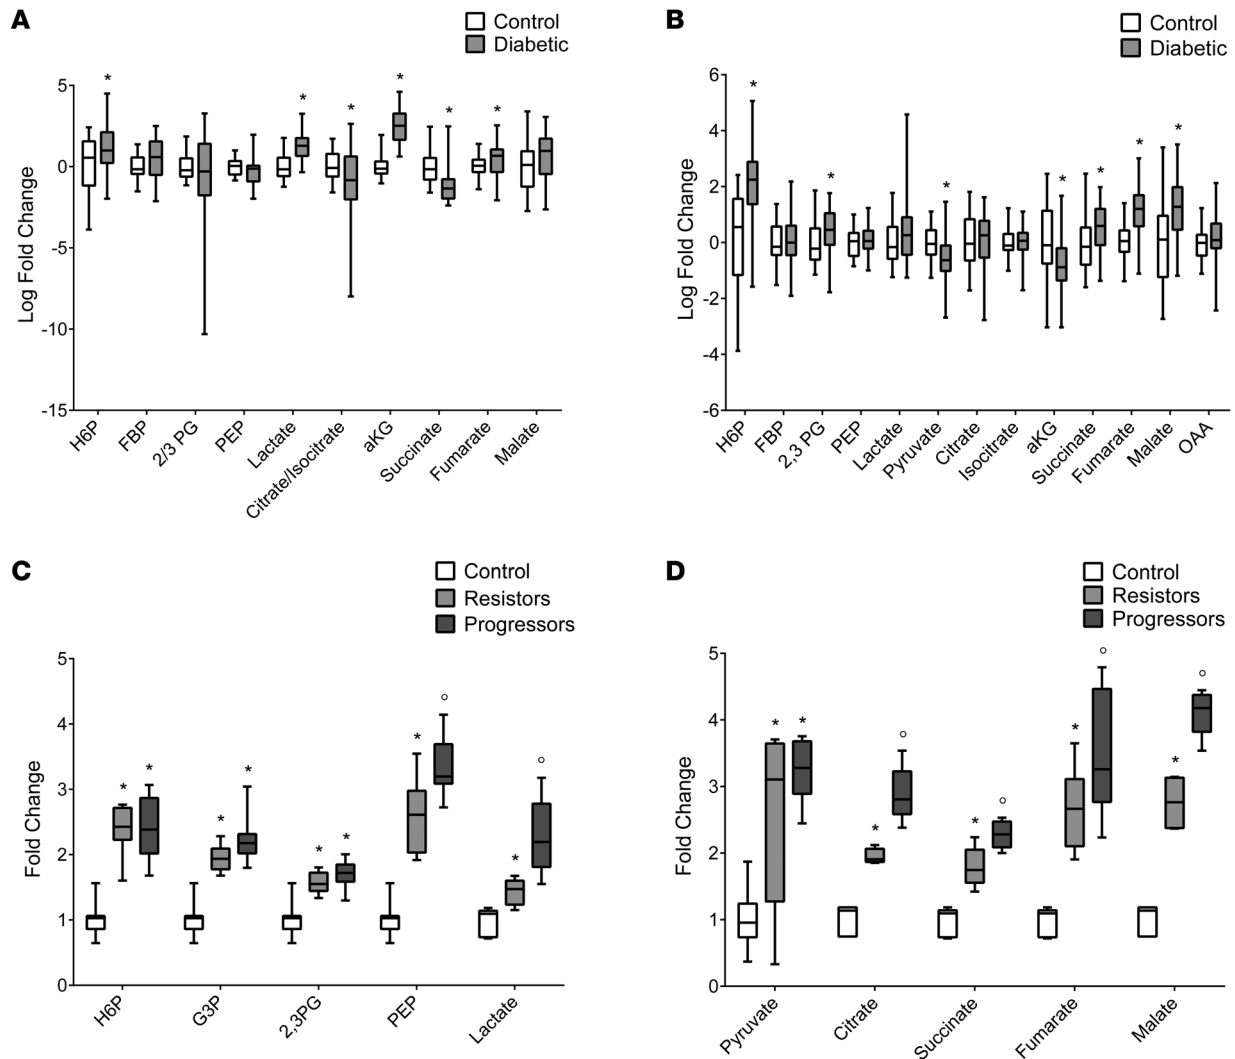 A
Control
Diabetic
Log Fold Change
5
0
-5
-10
-15
* * * * * *
H6P
FBP
2/3 PG
PEP
Lactate
Citrate/Isocitrate
aKG
Succinate
Fumarate
Malate
B
Control
Diabetic
Log Fold Change
6
4
2
0
-2
-4
-6
* * * * * * *
H6P
FBP
2,3 PG
PEP
Lactate
Pyruvate
Citrate
Isocitrate
aKG
Succinate
Fumarate
Malate
OAA
C
Control
Resistors
Progressors
Fold Change
5
4
3
2
1
0
* * * * * * * ° * °
H6P
G3P
2,3PG
PEP
Lactate
D
Control
Resistors
Progressors
Fold Change
5
4
3
2
1
0
* * * ° * ° * ° * °
Pyruvate
Citrate
Succinate
Fumarate
Malate